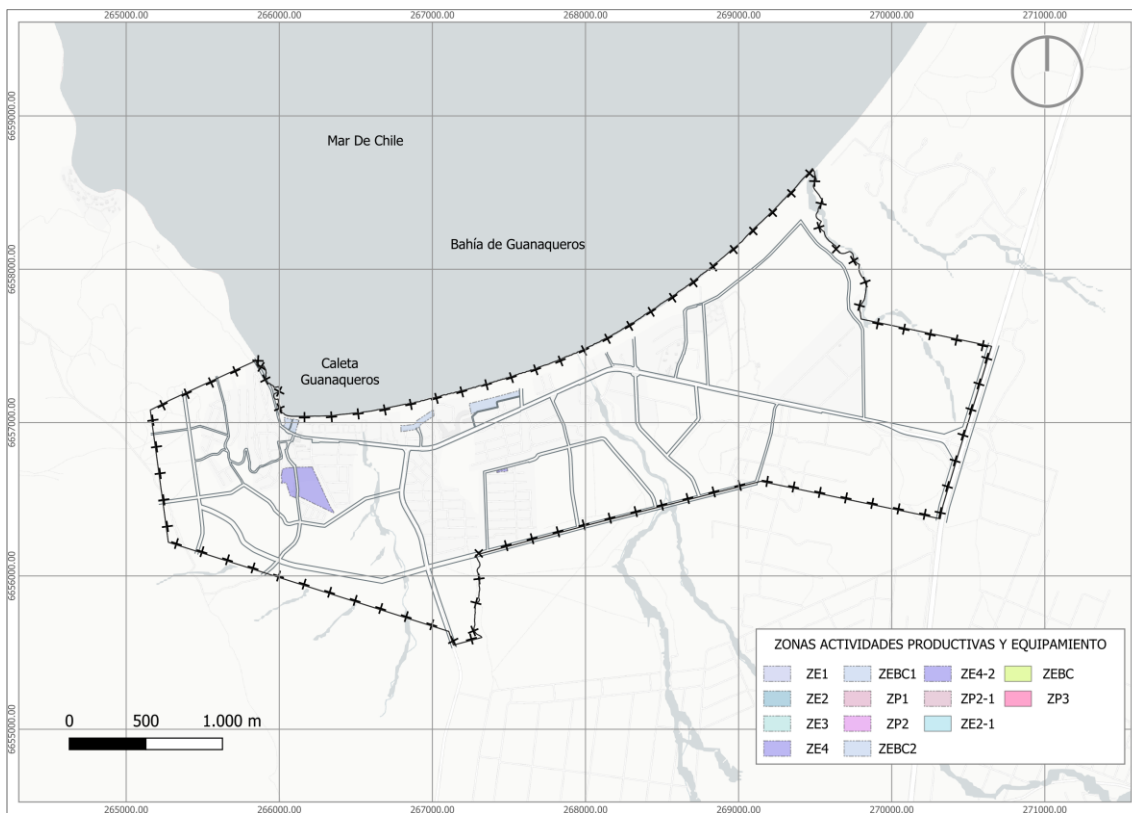 265000.00 266000.00 267000.00 268000.00 269000.00 270000.00 271000.00
6659000.00
Mar De Chile
Bahía de Guanaqueros
6658000.00
Caleta
Guanaqueros
6657000.00
6656000.00
ZONAS ACTIVIDADES PRODUCTIVAS Y EQUIPAMIENTO
ZE1 ZEBC1 ZE4-2 ZEBC
ZE2 ZP1 ZP2-1 ZP3
ZE3 ZP2 ZE2-1
ZE4 ZEBC2
0 500 1.000 m
6655000.00
265000.00 266000.00 267000.00 268000.00 269000.00 270000.00 271000.00